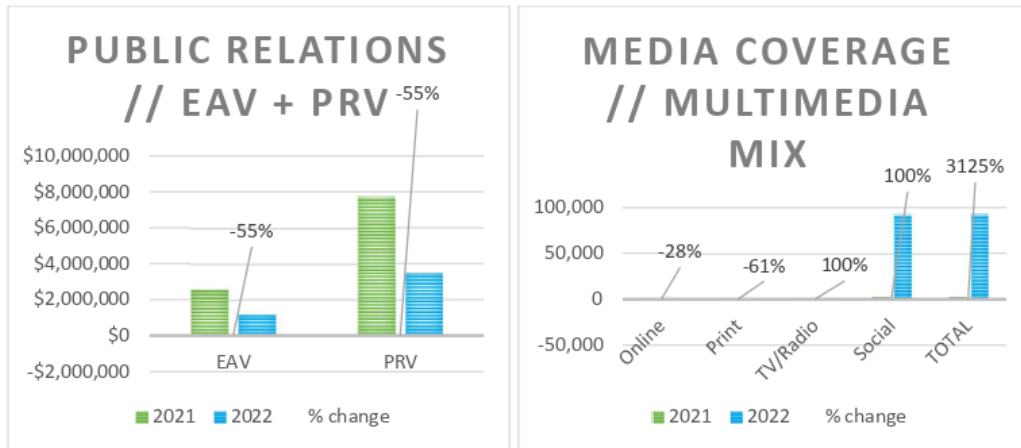 PUBLIC RELATIONS
// EAV + PRV
-55%
$10,000,000
$8,000,000
$6,000,000
$4,000,000
$2,000,000
$0
-$2,000,000
-55%
EAV
PRV
2021
2022
% change
MEDIA COVERAGE
// MULTIMEDIA
MIX
100,000
50,000
0
-50,000
-28%
-61%
100%
100%
3125%
Online
Print
TV/Radio
Social
TOTAL
2021
2022
% change